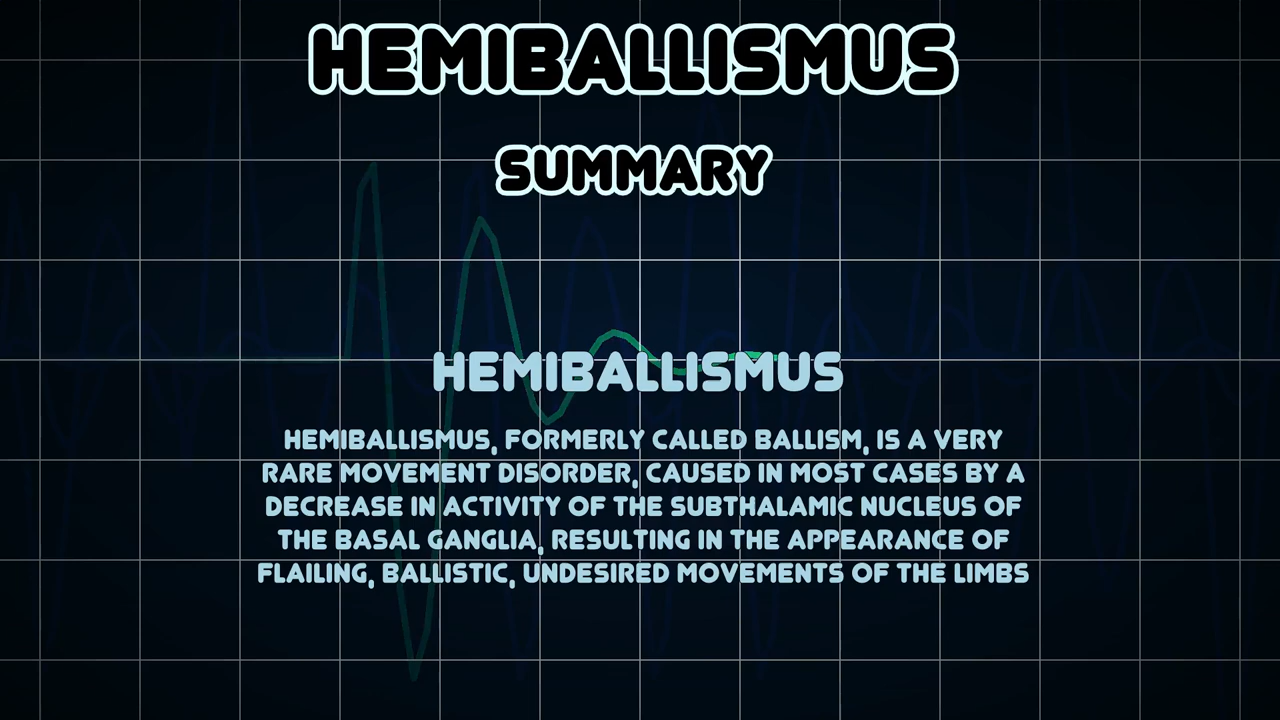 HEMIBALLISMUS
SUMMARY
HEMIBALLISMUS
HEMIBALLISMUS, FORMERLY CALLED BALLISM, IS A VERY
RARE MOVEMENT DISORDER, CAUSED IN MOST CASES BY A
DECREASE IN ACTIVITY OF THE SUBTHALAMIC NUCLEUS OF
THE BASAL GANGLIA, RESULTING IN THE APPEARANCE OF
FLAILING, BALLISTIC, UNDESIRED MOVEMENTS OF THE LIMBS